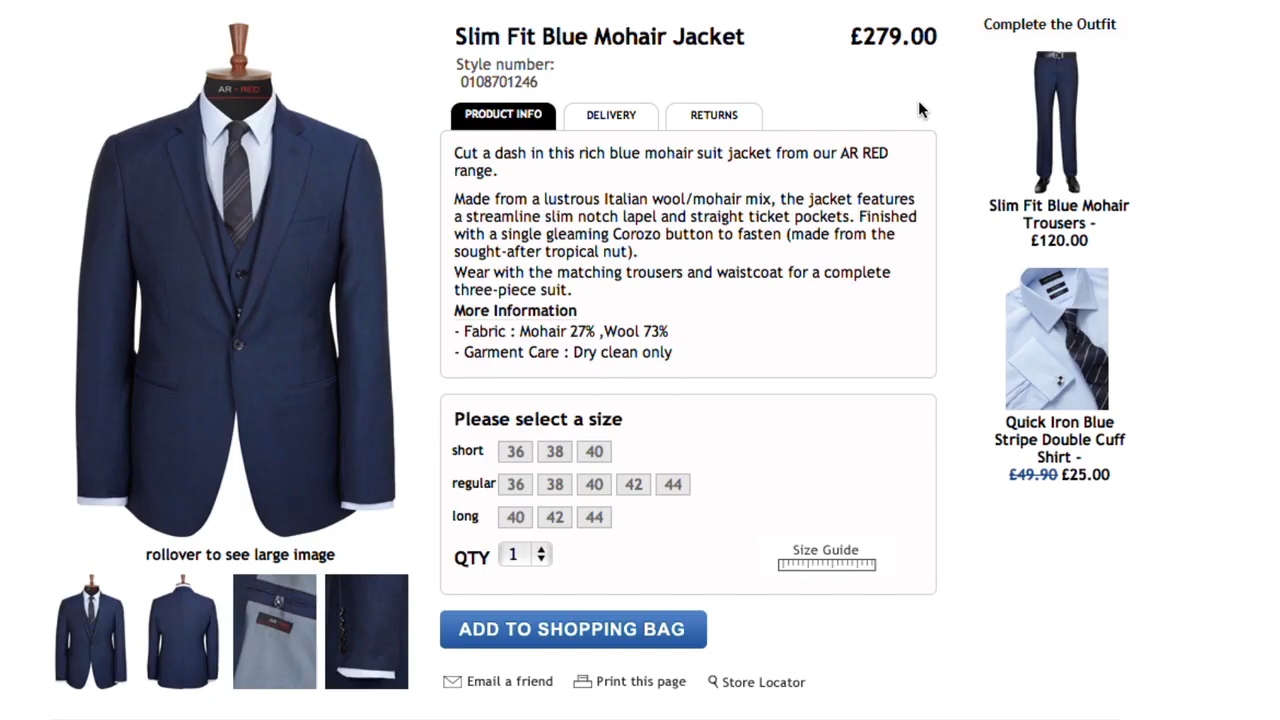 AR - RED
rollover to see large image
AR - RED
Slim Fit Blue Mohair Jacket
£279.00
Style number:
0108701246
PRODUCT INFO
DELIVERY
RETURNS
Cut a dash in this rich blue mohair suit jacket from our AR RED
range.
Made from a lustrous Italian wool/mohair mix, the jacket features
a streamline slim notch lapel and straight ticket pockets. Finished
with a single gleaming Corozo button to fasten (made from the
sought-after tropical nut).
Wear with the matching trousers and waistcoat for a complete
three-piece suit.
More Information
- Fabric : Mohair 27% ,Wool 73%
- Garment Care : Dry clean only
Please select a size
short 36 38 40
regular 36 38 40 42 44
long 40 42 44
QTY 1
Size Guide
ADD TO SHOPPING BAG
Email a friend
Print this page
Store Locator
Complete the Outfit
Slim Fit Blue Mohair
Trousers -
£120.00
Quick Iron Blue
Stripe Double Cuff
Shirt -
£49.90 £25.00